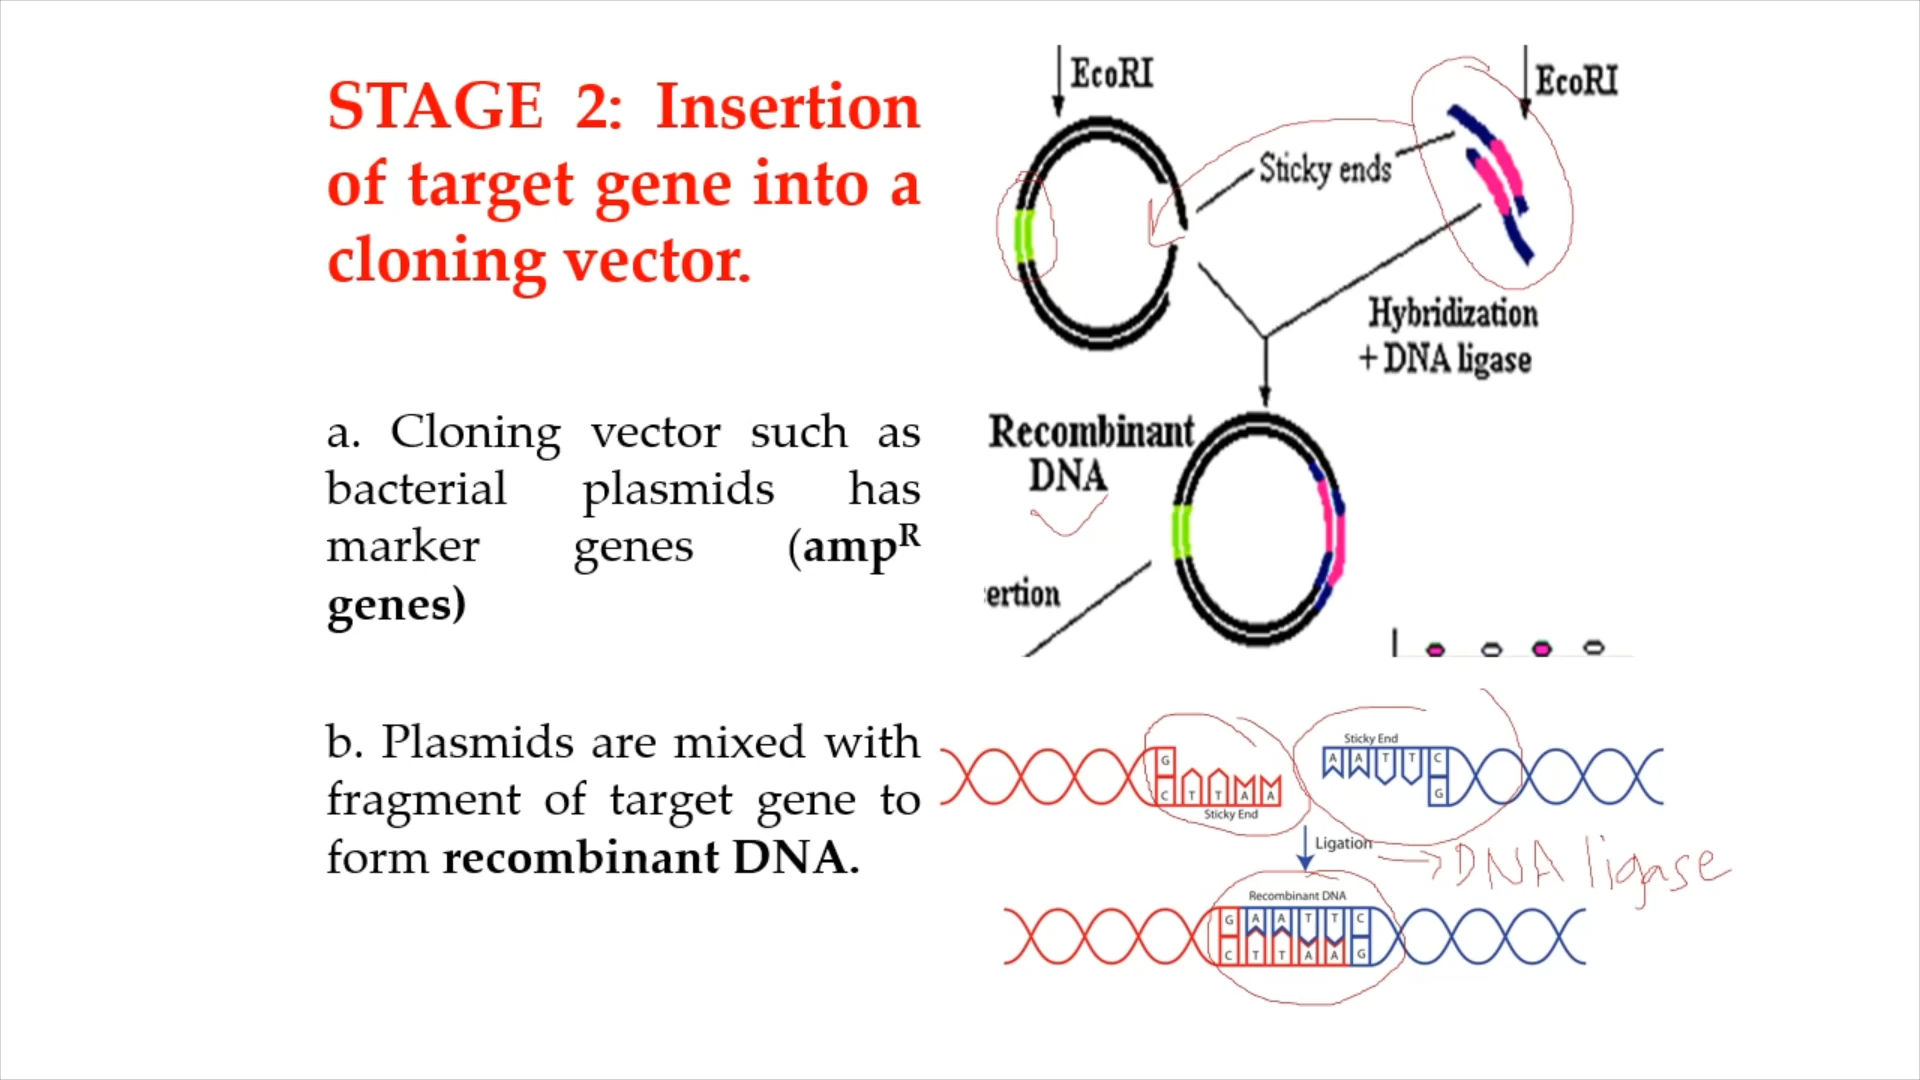 STAGE 2: Insertion
of target gene into a
cloning vector.
a. Cloning vector such as
bacterial plasmids has
marker genes (ampᴿ
genes)
b. Plasmids are mixed with
fragment of target gene to
form recombinant DNA.
EcoRI
EcoRI
Sticky ends
Hybridization
+ DNA ligase
Recombinant
DNA
ertion
Sticky End
G
A A T T C
C T T A A
G
Sticky End
Ligation
DNA ligase
Recombinant DNA
G A A T T C
C T T A A G